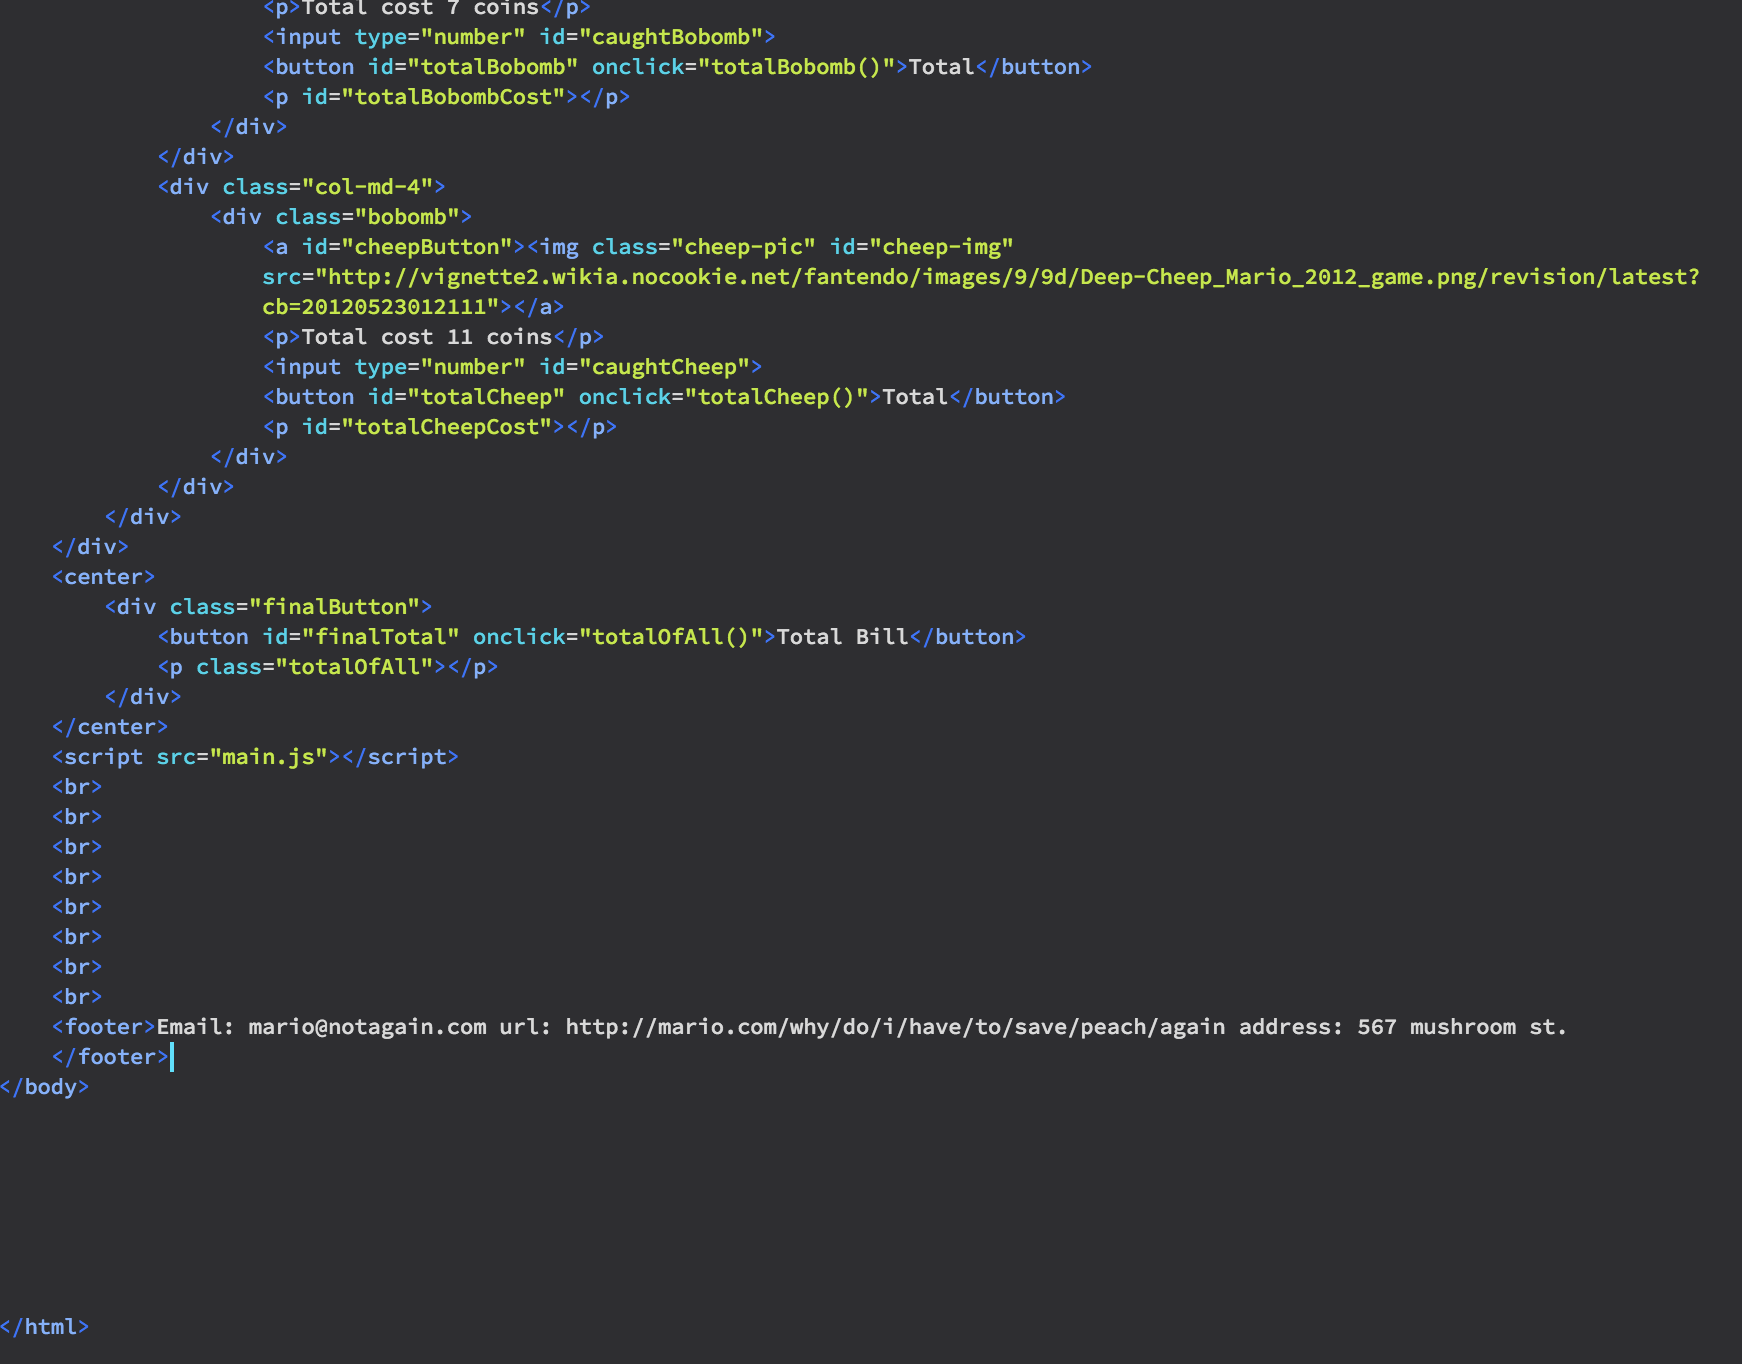 <p>Total cost 7 coins</p>
<input type="number" id="caughtBobomb">
<button id="totalBobomb" onclick="totalBobomb()">Total</button>
<p id="totalBobombCost"></p>
</div>
</div>
<div class="col-md-4">
<div class="bobomb">
<a id="cheepButton"><img class="cheep-pic" id="cheep-img"
src="http://vignette2.wikia.nocookie.net/fantendo/images/9/9d/Deep-Cheep_Mario_2012_game.png/revision/latest?
cb=20120523012111"></a>
<p>Total cost 11 coins</p>
<input type="number" id="caughtCheep">
<button id="totalCheep" onclick="totalCheep()">Total</button>
<p id="totalCheepCost"></p>
</div>
</div>
</div>
</div>
<center>
<div class="finalButton">
<button id="finalTotal" onclick="totalOfAll()">Total Bill</button>
<p class="totalOfAll"></p>
</div>
</center>
<script src="main.js"></script>
<br>
<br>
<br>
<br>
<br>
<br>
<br>
<br>
<footer>Email: mario@notagain.com url: http://mario.com/why/do/i/have/to/save/peach/again address: 567 mushroom st.
</footer>
</body>
</html>